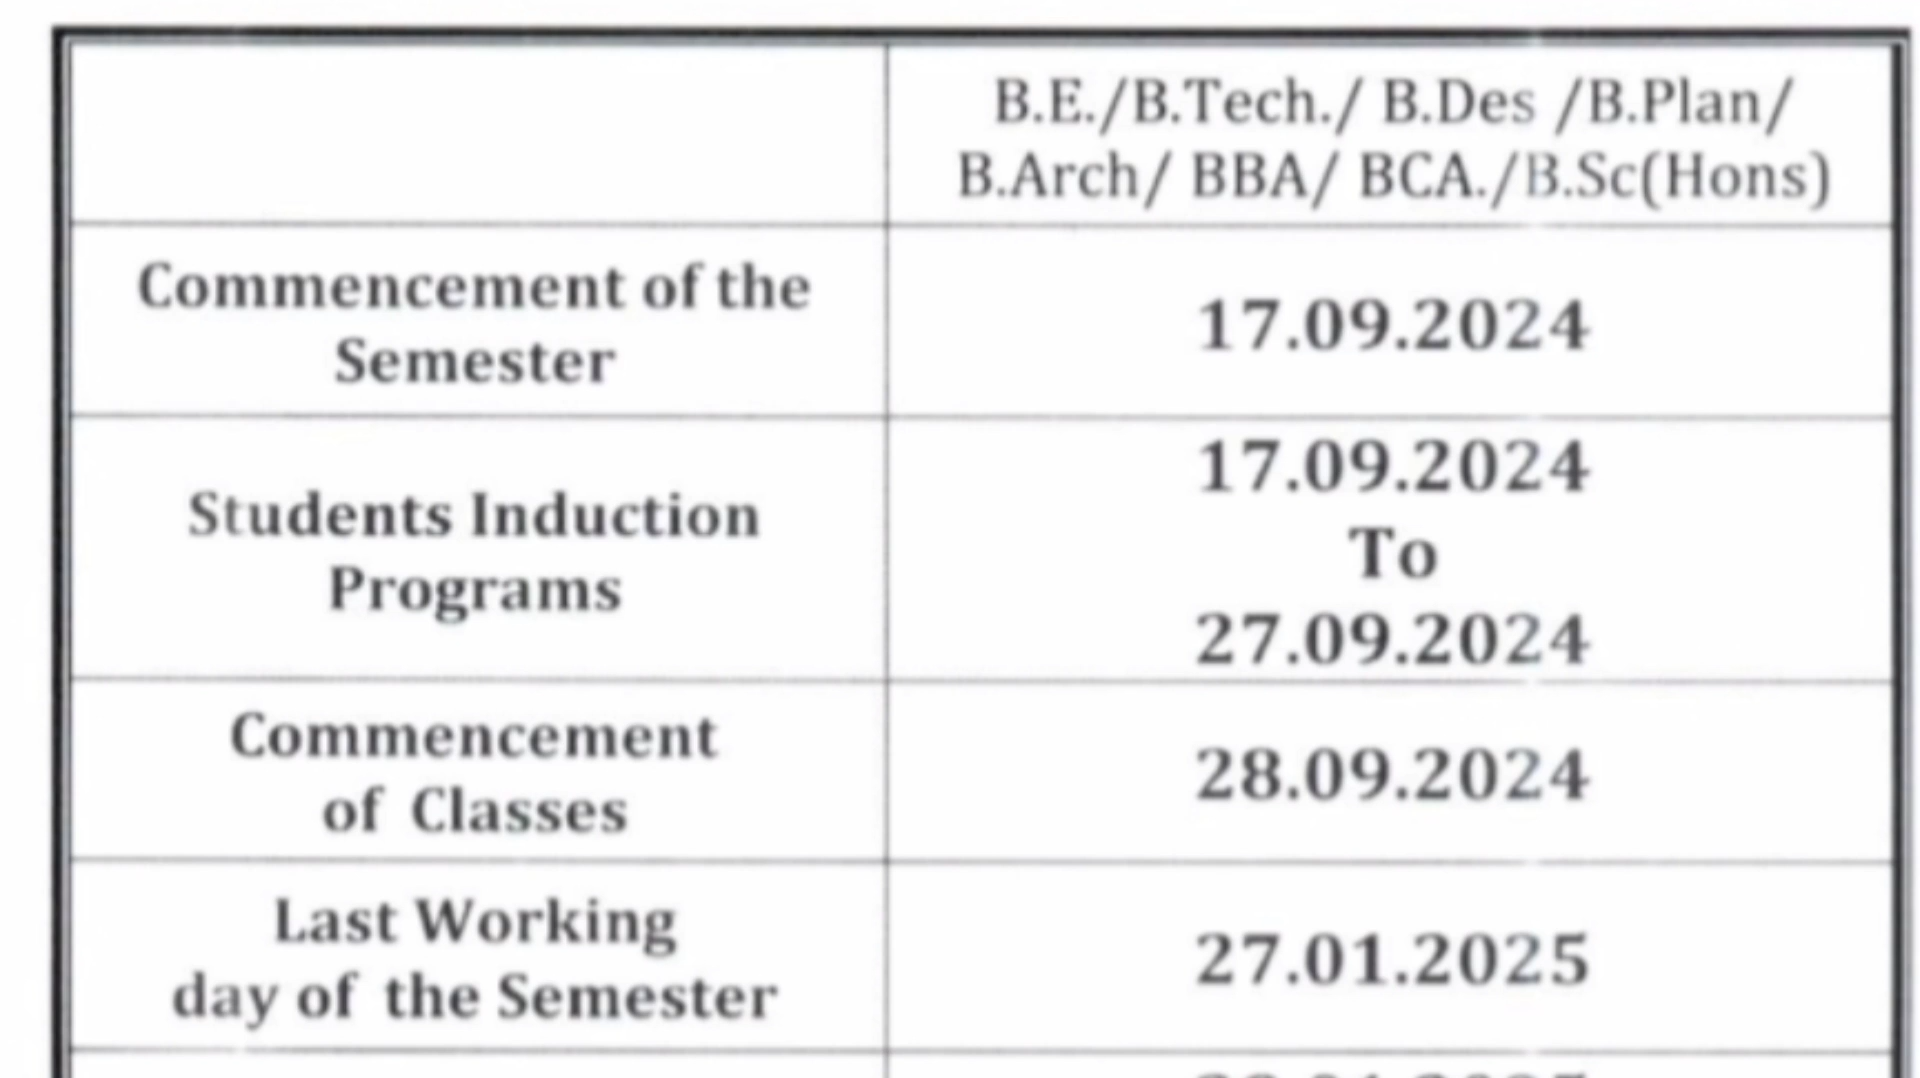 B.E./B.Tech./ B.Des /B.Plan/
B.Arch/ BBA/ BCA./B.Sc(Hons)
Commencement of the
Semester
17.09.2024
Students Induction
Programs
17.09.2024
To
27.09.2024
Commencement
of Classes
28.09.2024
Last Working
day of the Semester
27.01.2025